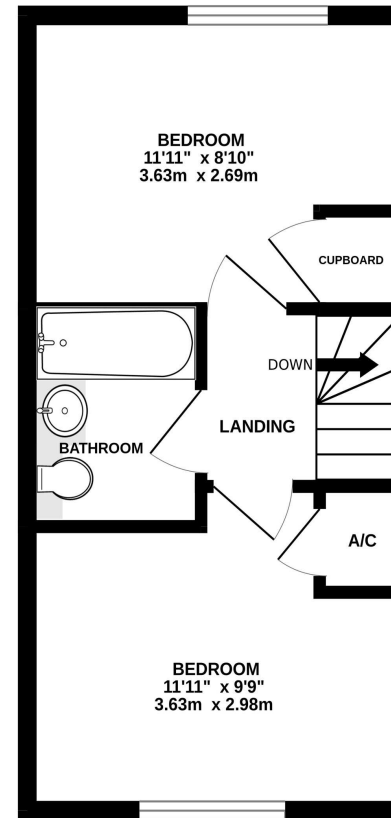 BEDROOM
11'11" x 8'10"
3.63m x 2.69m
CUPBOARD
DOWN
LANDING
BATHROOM
A/C
BEDROOM
11'11" x 9'9"
3.63m x 2.98m